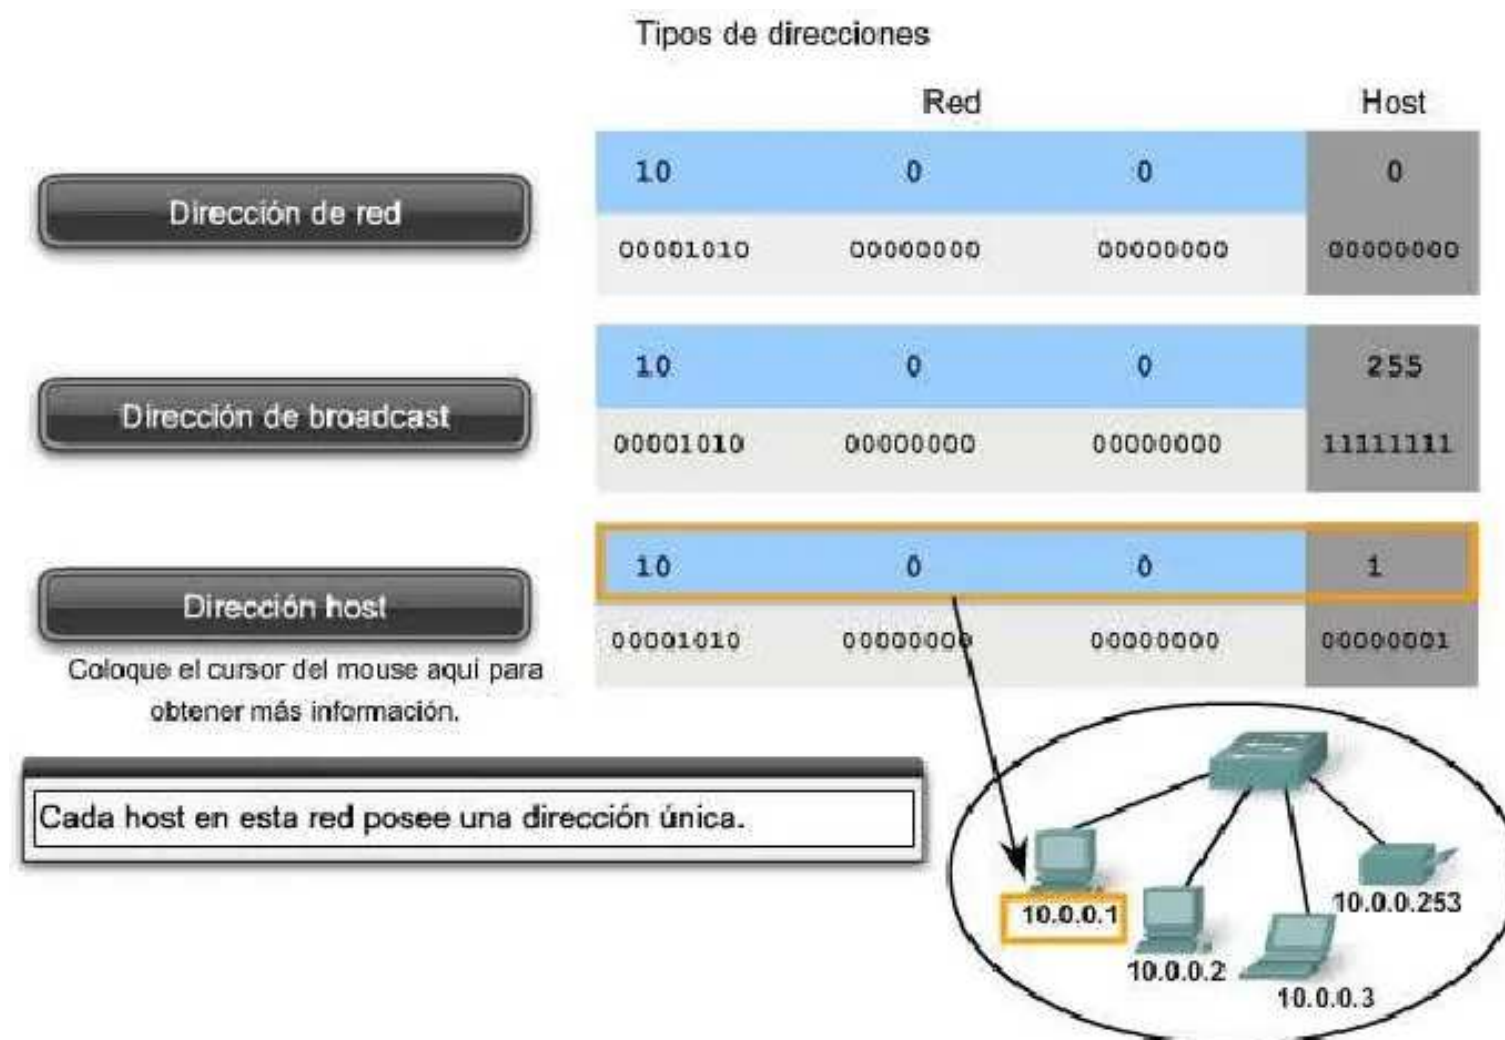 Tipos de direcciones
Red Host
Dirección de red
10 0 0 0
00001010 00000000 00000000 00000000
Dirección de broadcast
10 0 0 255
00001010 00000000 00000000 11111111
Dirección host
10 0 0 1
00001010 00000000 00000000 00000001
Coloque el cursor del mouse aquí para
obtener más información.
Cada host en esta red posee una dirección única.
10.0.0.1
10.0.0.2
10.0.0.3
10.0.0.253